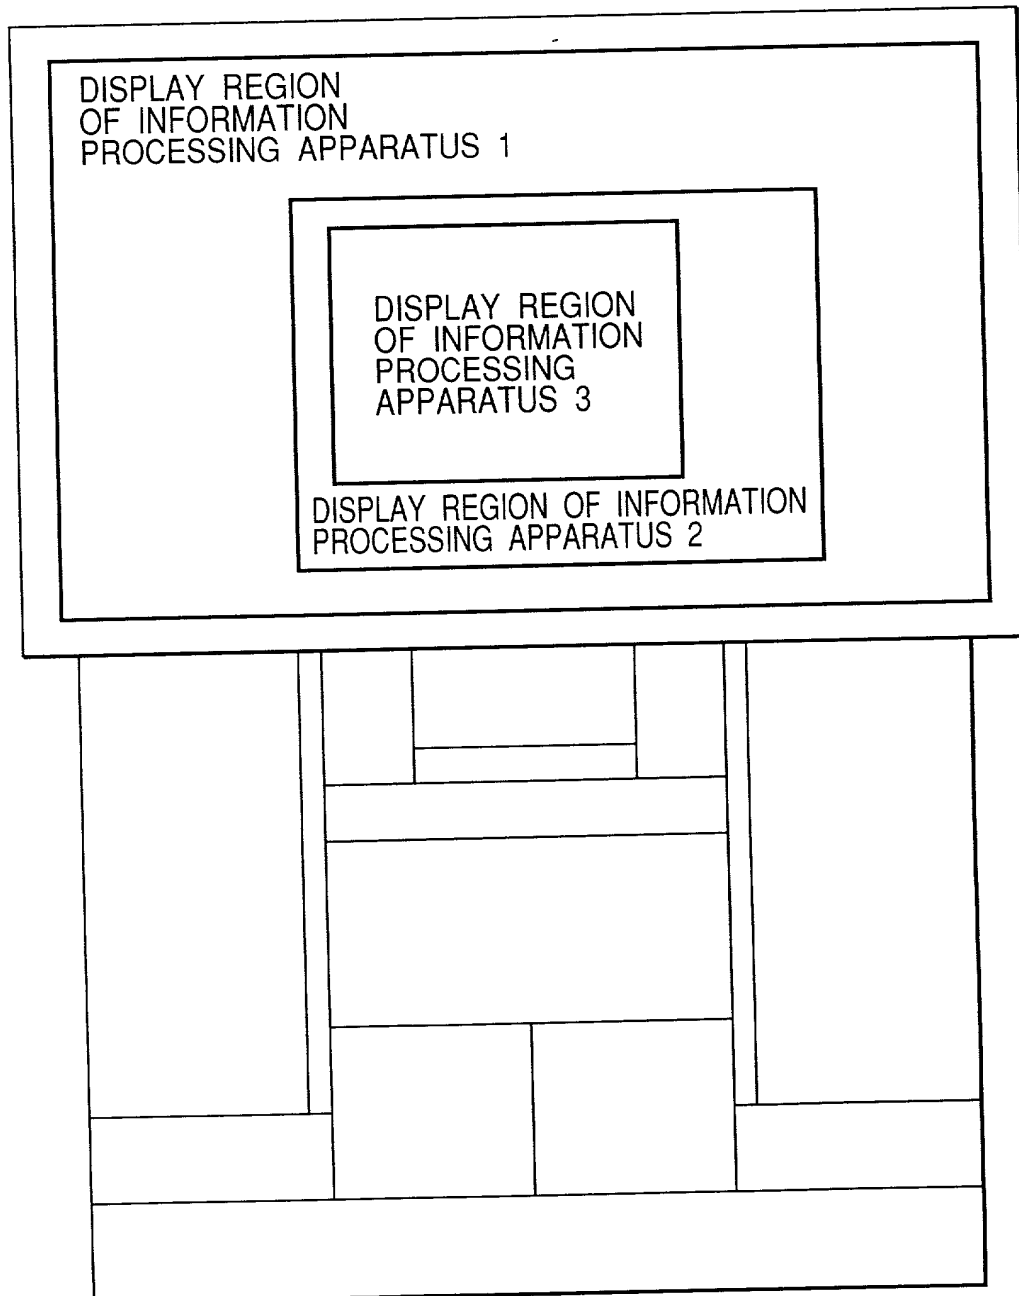 DISPLAY REGION
OF INFORMATION
PROCESSING APPARATUS 1
DISPLAY REGION
OF INFORMATION
PROCESSING
APPARATUS 3
DISPLAY REGION OF INFORMATION
PROCESSING APPARATUS 2